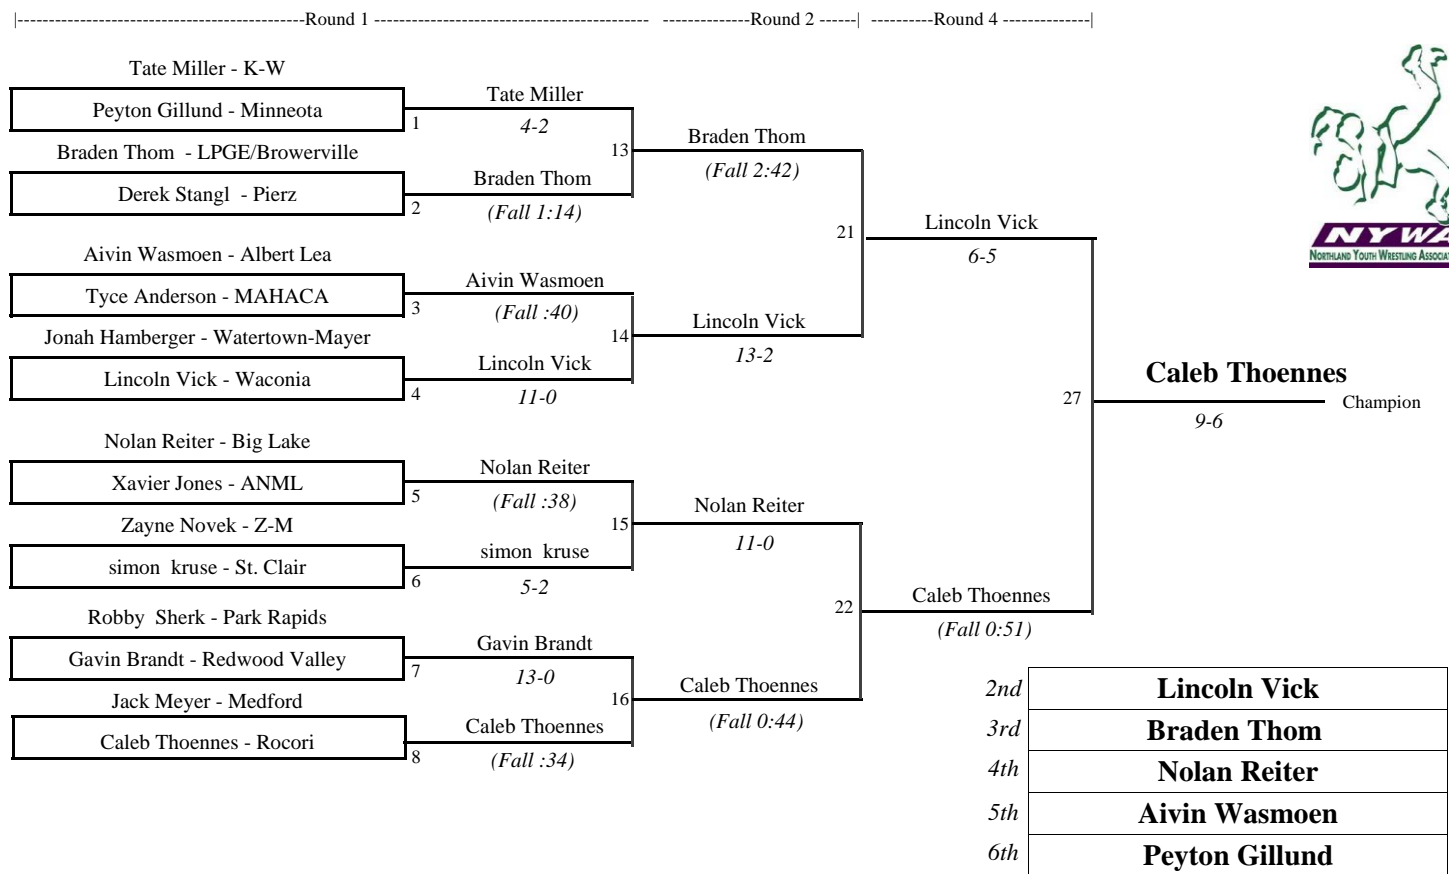 |-------------------------------------------Round 1 ----------------------------------------- -------------Round 2 ------| ----------Round 4 --------------|
Tate Miller - K-W
Peyton Gillund - Minneota
1
Tate Miller
4-2
Braden Thom  - LPGE/Browerville
Derek Stangl  - Pierz
2
Braden Thom
(Fall 1:14)
13
Braden Thom
(Fall 2:42)
Aivin Wasmoen - Albert Lea
Tyce Anderson - MAHACA
3
Aivin Wasmoen
(Fall :40)
Jonah Hamberger - Watertown-Mayer
Lincoln Vick - Waconia
4
Lincoln Vick
11-0
14
Lincoln Vick
13-2
21
Lincoln Vick
6-5
Nolan Reiter - Big Lake
Xavier Jones - ANML
5
Nolan Reiter
(Fall :38)
Zayne Novek - Z-M
simon  kruse - St. Clair
6
simon  kruse
5-2
15
Nolan Reiter
11-0
Robby  Sherk - Park Rapids
Gavin Brandt - Redwood Valley
7
Gavin Brandt
13-0
Jack Meyer - Medford
Caleb Thoennes - Rocori
8
Caleb Thoennes
(Fall :34)
16
Caleb Thoennes
(Fall 0:44)
22
Caleb Thoennes
(Fall 0:51)
27
Caleb Thoennes
9-6
Champion
NYWA
NORTHLAND YOUTH WRESTLING
2nd Lincoln Vick
3rd Braden Thom
4th Nolan Reiter
5th Aivin Wasmoen
6th Peyton Gillund